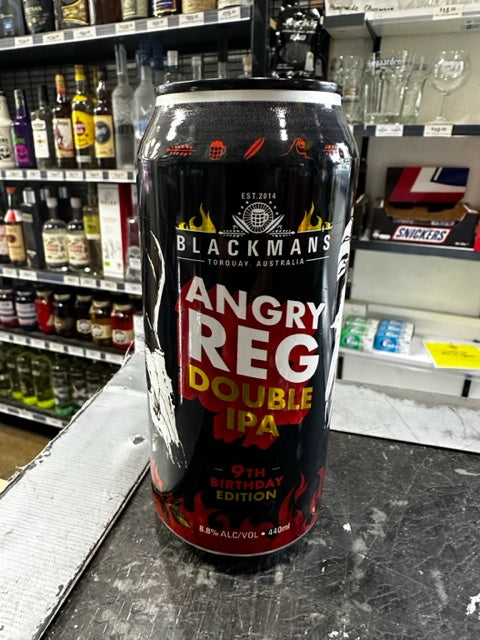 EST.2014
BLACKMANS
TORQUAY. AUSTRALIA
ANGRY
REG
DOUBLE
IPA
9TH
BIRTHDAY
EDITION
8.8% ALC/VOL • 440ml
SNICKERS